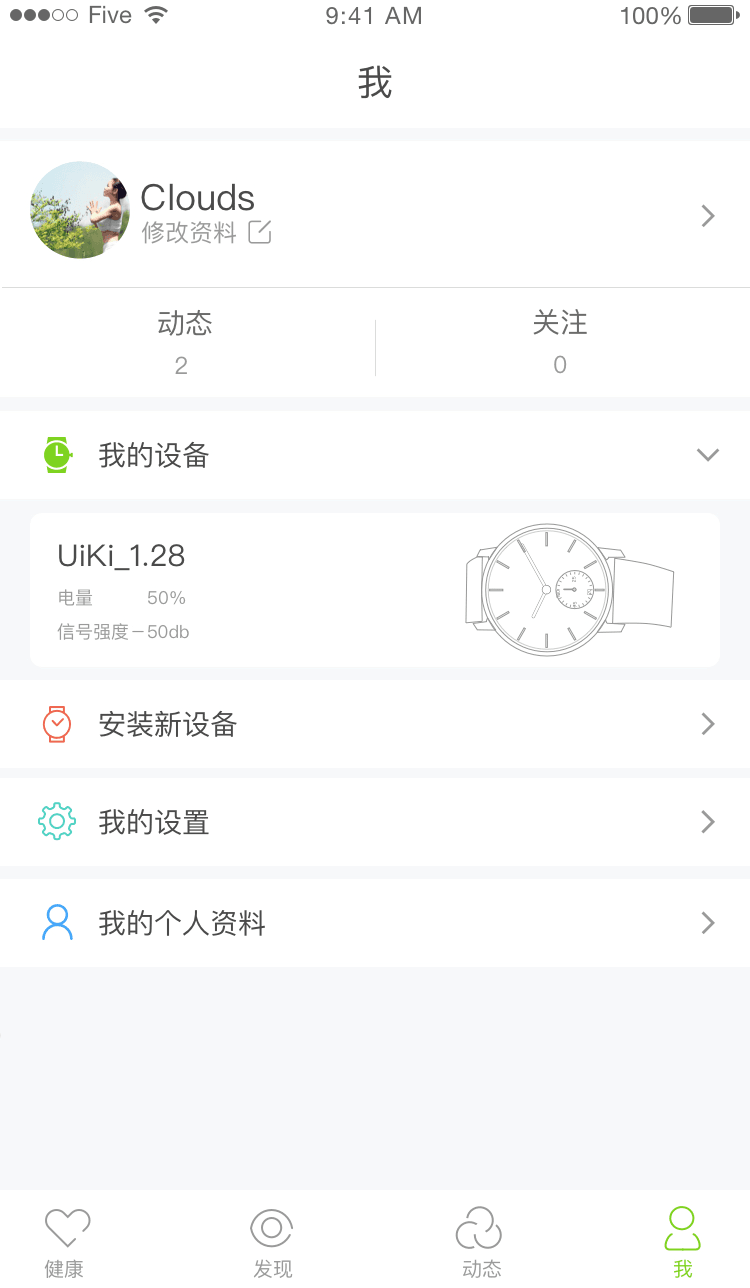 Five 9:41 AM 100%
我
Clouds
修改资料
动态 关注
2 0
我的设备
UiKi_1.28
电量 50%
信号强度－50db
安装新设备
我的设置
我的个人资料
健康 发现 动态 我